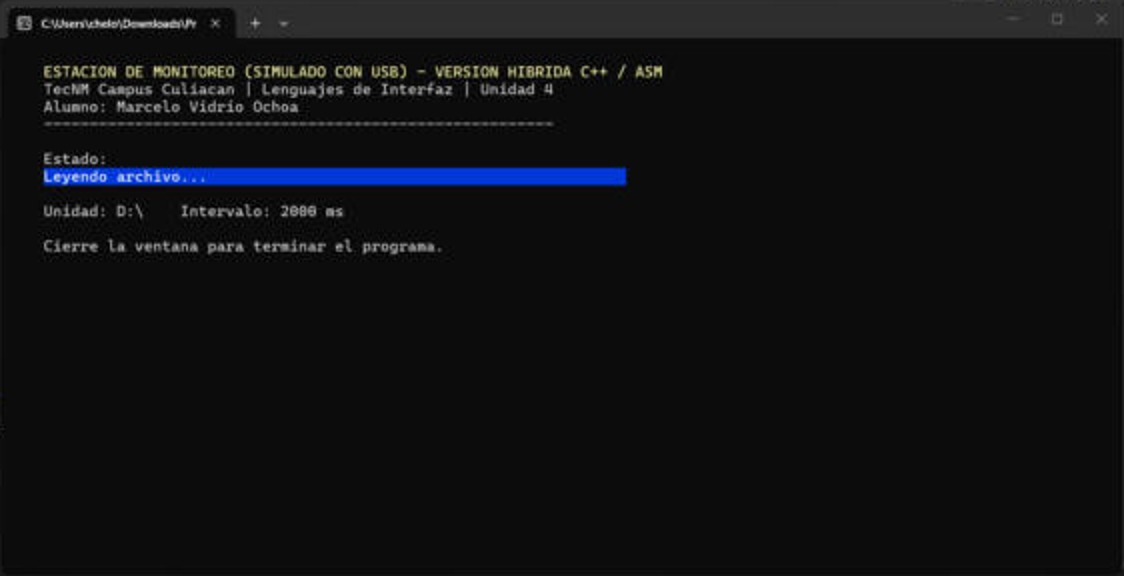 C:\Users\chelo\Downloads\Pr
ESTACION DE MONITOREO (SIMULADO CON USB) - VERSION HIBRIDA C++ / ASM
TecNM Campus Culiacan | Lenguajes de Interfaz | Unidad 4
Alumno: Marcelo Vidrio Ochoa
--------------------------------------------------------
Estado:
Leyendo archivo...
Unidad: D:\    Intervalo: 2000 ms
Cierre la ventana para terminar el programa.